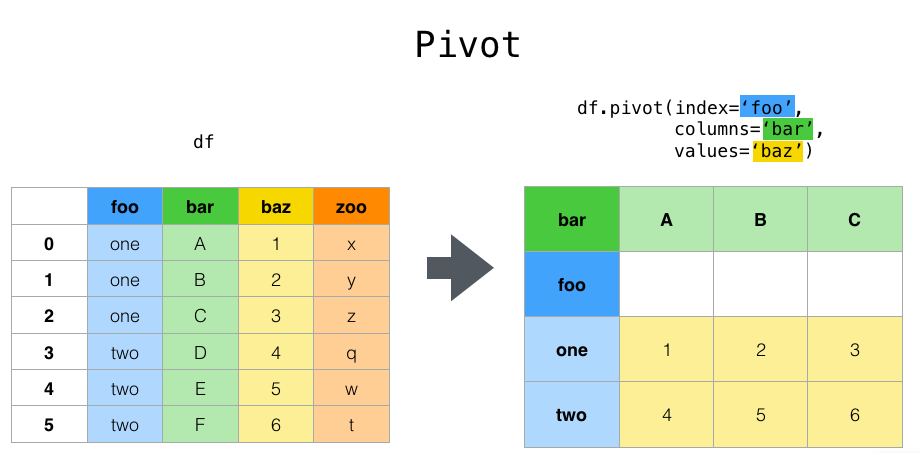 Pivot
df
foo bar baz zoo
0 one A 1 x
1 one B 2 y
2 one C 3 z
3 two D 4 q
4 two E 5 w
5 two F 6 t
df.pivot(index=‘foo’,
columns=‘bar’,
values=‘baz’)
bar A B C
foo
one 1 2 3
two 4 5 6